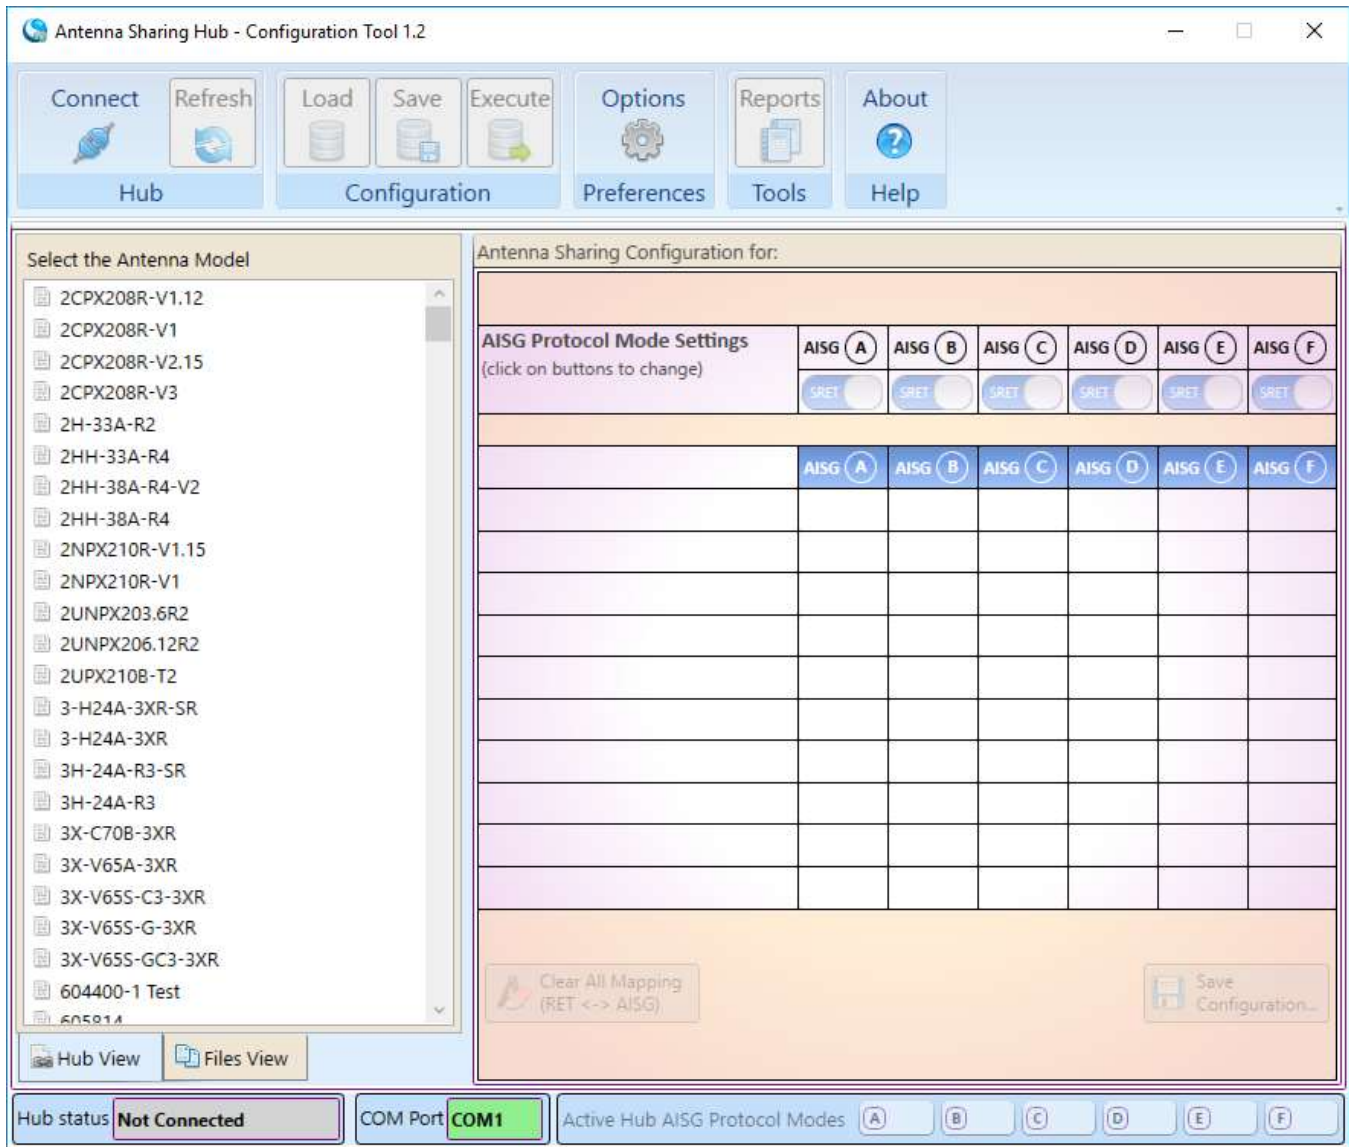 Antenna Sharing Hub - Configuration Tool 1.2
Connect Refresh Load Save Execute Options Reports About
Hub Configuration Preferences Tools Help
Select the Antenna Model
2CPX208R-V1.12
2CPX208R-V1
2CPX208R-V2.15
2CPX208R-V3
2H-33A-R2
2HH-33A-R4
2HH-38A-R4-V2
2HH-38A-R4
2NPX210R-V1.15
2NPX210R-V1
2UNPX203.6R2
2UNPX206.12R2
2UPX210B-T2
3-H24A-3XR-SR
3-H24A-3XR
3H-24A-R3-SR
3H-24A-R3
3X-C70B-3XR
3X-V65A-3XR
3X-V65S-C3-3XR
3X-V65S-G-3XR
3X-V65S-GC3-3XR
604400-1 Test
605814
Hub View Files View
Antenna Sharing Configuration for:
AISG Protocol Mode Settings
(click on buttons to change)
AISG A AISG B AISG C AISG D AISG E AISG F
SRET SRET SRET SRET SRET SRET
AISG A AISG B AISG C AISG D AISG E AISG F
Clear All Mapping
(RET <-> AISG)
Save
Configuration...
Hub status Not Connected COM Port COM1 Active Hub AISG Protocol Modes A B C D E F